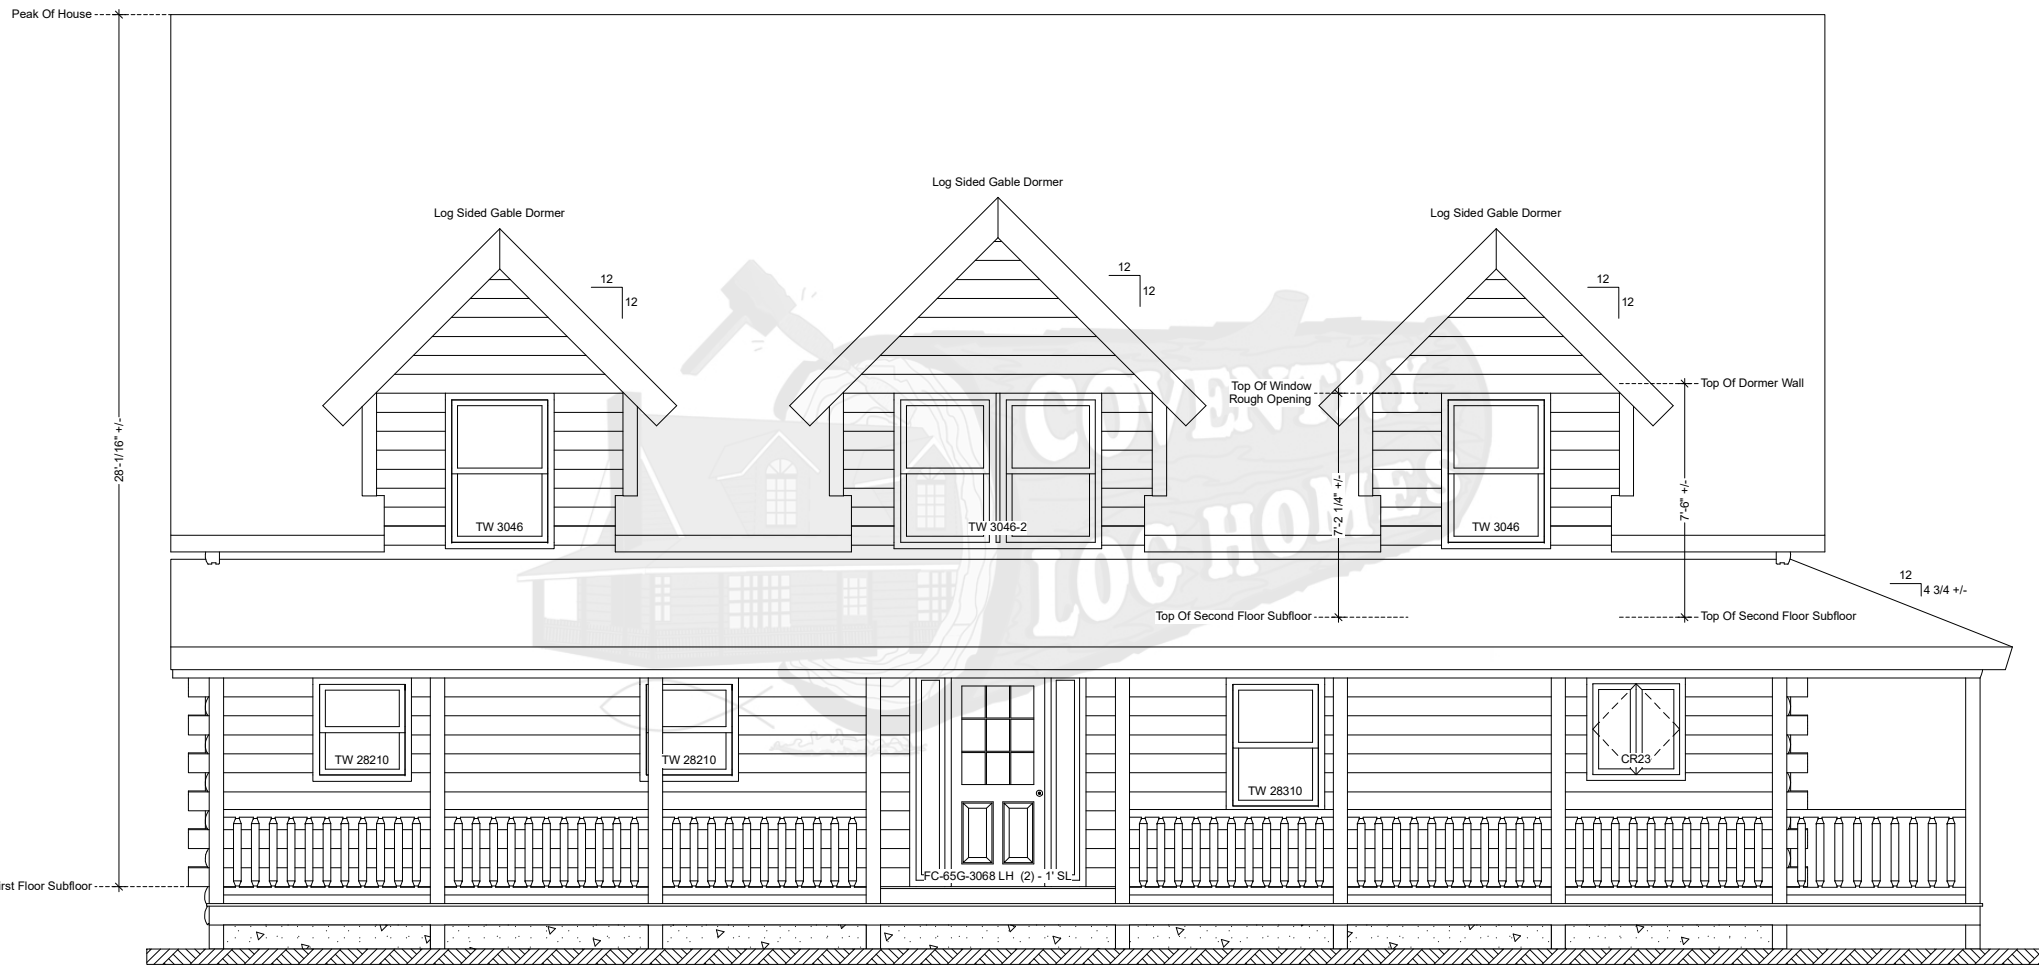 Peak Of House
Log Sided Gable Dormer
Log Sided Gable Dormer
Log Sided Gable Dormer
12
12
12
12
12
12
Top Of Window
Rough Opening
Top Of Dormer Wall
28'-1/16" +/-
7'-2 1/4" +/-
7'-6" +/-
COVENTRY
LOG HOMES
TW 3046
TW 3046-2
TW 3046
12
4 3/4 +/-
Top Of Second Floor Subfloor
Top Of Second Floor Subfloor
TW 28210
TW 28210
TW 28310
CR23
FC-65G-3068 LH (2) - 1' SL
irst Floor Subfloor